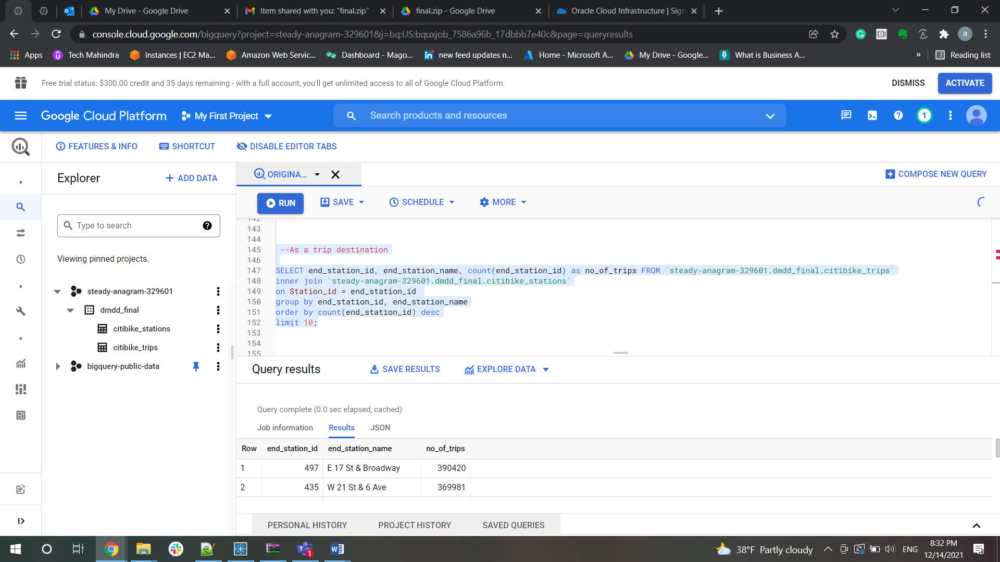 My Drive - Google Drive
Item shared with you: "final.zip"
final.zip - Google Drive
Oracle Cloud Infrastructure | Sign
console.cloud.google.com/bigquery?project=steady-anagram-329601&j=bq:US:bquxjob_7586a96b_17dbbb7e40c&page=queryresults
a
Apps
Tech Mahindra
Instances | EC2 Ma...
Amazon Web Servic...
Dashboard - Mago...
new feed updates n...
Home - Microsoft A...
My Drive - Google...
What is Business A...
»
Reading list
Free trial status: $300.00 credit and 35 days remaining - with a full account, you'll get unlimited access to all of Google Cloud Platform.
DISMISS
ACTIVATE
Google Cloud Platform
My First Project
Search products and resources
1
FEATURES & INFO
SHORTCUT
DISABLE EDITOR TABS
Explorer
+ ADD DATA
ORIGINA...
COMPOSE NEW QUERY
RUN
SAVE
SCHEDULE
MORE
Type to search
Viewing pinned projects.
steady-anagram-329601
dmdd_final
citibike_stations
citibike_trips
bigquery-public-data
142
143
144
145 --As a trip destination
146
147 SELECT end_station_id, end_station_name, count(end_station_id) as no_of_trips FROM `steady-anagram-329601.dmdd_final.citibike_trips`
148 inner join `steady-anagram-329601.dmdd_final.citibike_stations`
149 on Station_id = end_station_id
150 group by end_station_id, end_station_name
151 order by count(end_station_id) desc
152 limit 10;
153
154
155
Query results
SAVE RESULTS
EXPLORE DATA
Query complete (0.0 sec elapsed, cached)
Job information
Results
JSON
Row end_station_id end_station_name no_of_trips
1 497 E 17 St & Broadway 390420
2 435 W 21 St & 6 Ave 369981
PERSONAL HISTORY
PROJECT HISTORY
SAVED QUERIES
38°F Partly cloudy
ENG
8:32 PM
12/14/2021